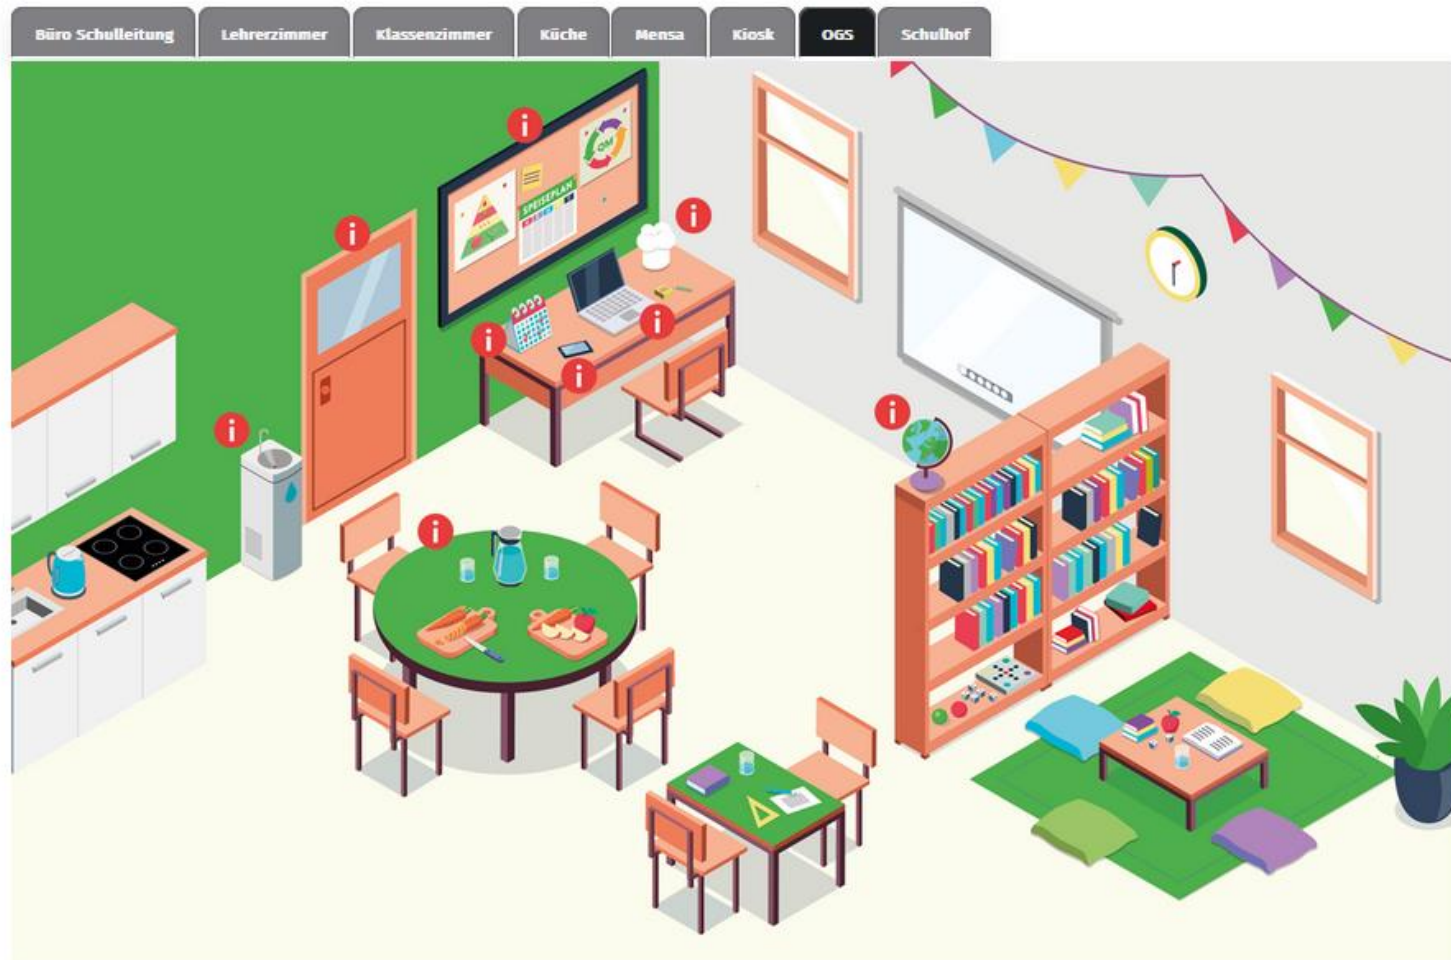 Büro Schulleitung
Lehrerzimmer
Klassenzimmer
Küche
Mensa
Kiosk
OGS
Schulhof
i
i
QM
SPEISEPLAN
i
i
i
i
i
i
i